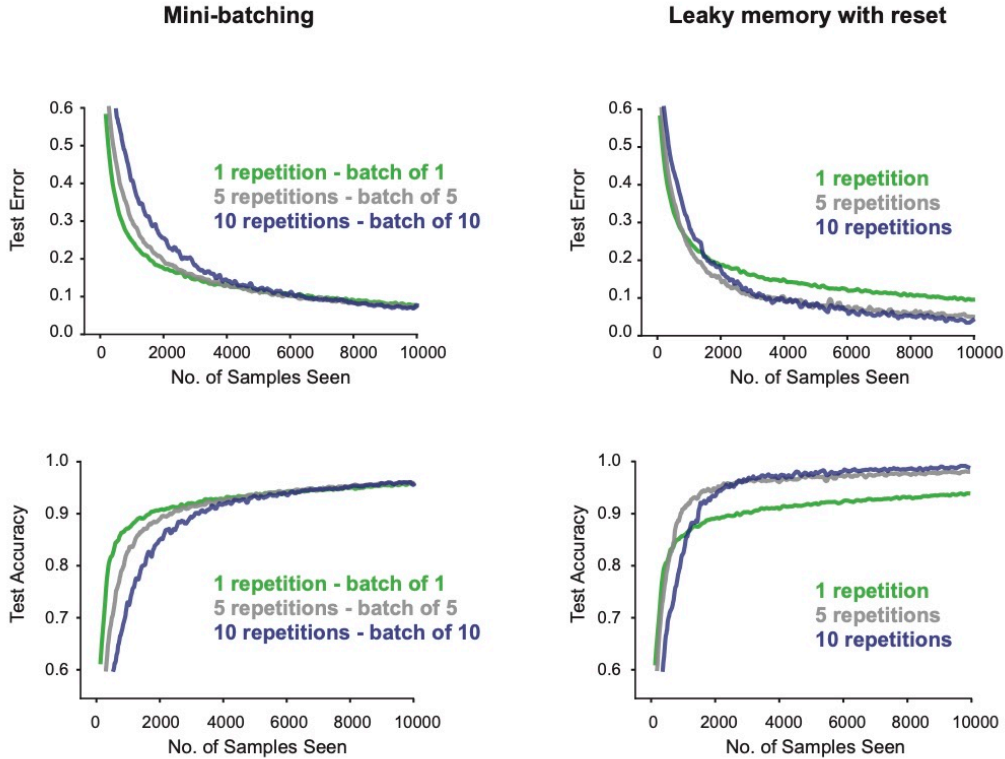 Mini-batching
Leaky memory with reset
Test Error
0.6
0.5
0.4
0.3
0.2
0.1
0.0
1 repetition - batch of 1
5 repetitions - batch of 5
10 repetitions - batch of 10
0 2000 4000 6000 8000 10000
No. of Samples Seen
Test Error
0.6
0.5
0.4
0.3
0.2
0.1
0.0
1 repetition
5 repetitions
10 repetitions
0 2000 4000 6000 8000 10000
No. of Samples Seen
Test Accuracy
1.0
0.9
0.8
0.7
0.6
1 repetition - batch of 1
5 repetitions - batch of 5
10 repetitions - batch of 10
0 2000 4000 6000 8000 10000
No. of Samples Seen
Test Accuracy
1.0
0.9
0.8
0.7
0.6
1 repetition
5 repetitions
10 repetitions
0 2000 4000 6000 8000 10000
No. of Samples Seen